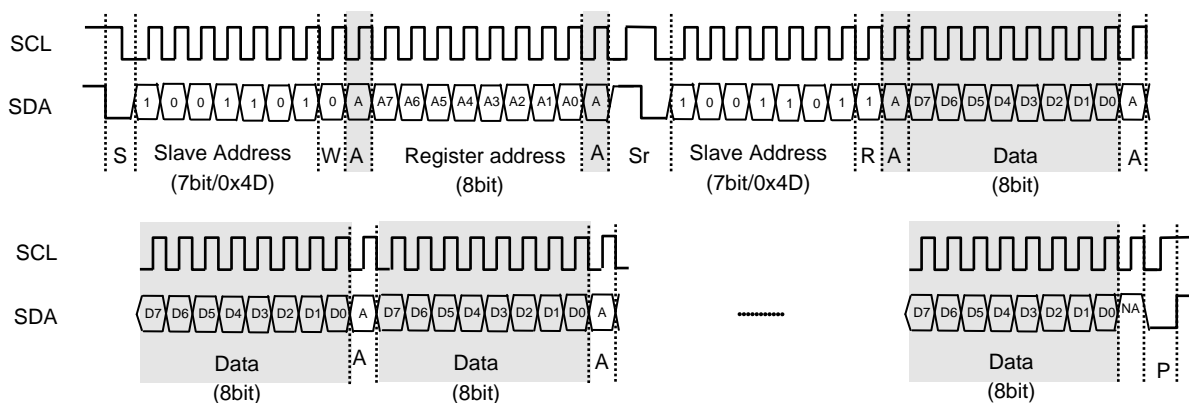 SCL
SDA 1 0 0 1 1 0 1 0 A A7 A6 A5 A4 A3 A2 A1 A0 A 1 0 0 1 1 0 1 1 A D7 D6 D5 D4 D3 D2 D1 D0 A
S Slave Address W A Register address A Sr Slave Address R A Data A
(7bit/0x4D) (8bit) (7bit/0x4D) (8bit)
SCL
SDA D7 D6 D5 D4 D3 D2 D1 D0 A D7 D6 D5 D4 D3 D2 D1 D0 A ............ D7 D6 D5 D4 D3 D2 D1 D0 NA
Data A Data A Data P
(8bit) (8bit) (8bit)